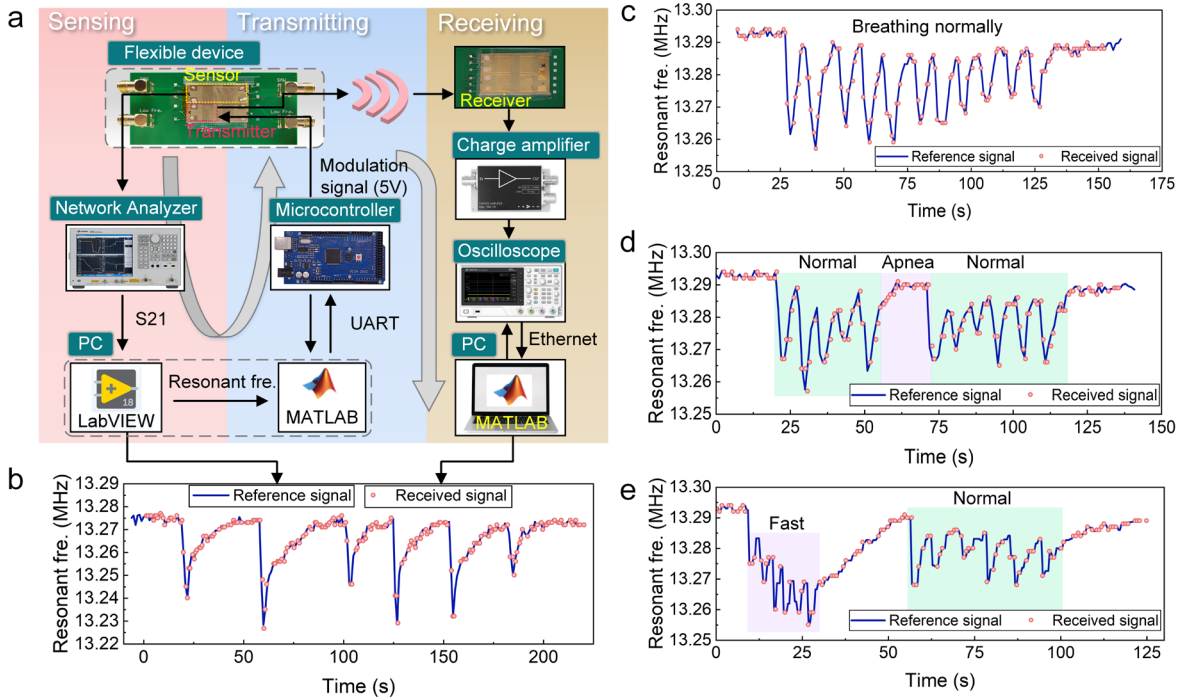 a
Sensing
Transmitting
Receiving
Flexible device
Sensor
SAW
Low Fre.
Low Fre.
Transmitter
Receiver
Modulation
signal (5V)
Charge amplifier
Network Analyzer
Microcontroller
Oscilloscope
S21
UART
Ethernet
PC
PC
Resonant fre.
18
LabVIEW
MATLAB
MATLAB
b
Resonant fre. (MHz)
13.29
13.28
13.27
13.26
13.25
13.24
13.23
13.22
Reference signal
Received signal
0
50
100
150
200
Time (s)
c
Resonant fre. (MHz)
13.30
13.29
13.28
13.27
13.26
13.25
Breathing normally
Reference signal
Received signal
0
25
50
75
100
125
150
175
Time (s)
d
Resonant fre. (MHz)
13.30
13.29
13.28
13.27
13.26
13.25
Normal
Apnea
Normal
Reference signal
Received signal
0
25
50
75
100
125
150
Time (s)
e
Resonant fre. (MHz)
13.30
13.29
13.28
13.27
13.26
13.25
Fast
Normal
Reference signal
Received signal
0
25
50
75
100
125
Time (s)